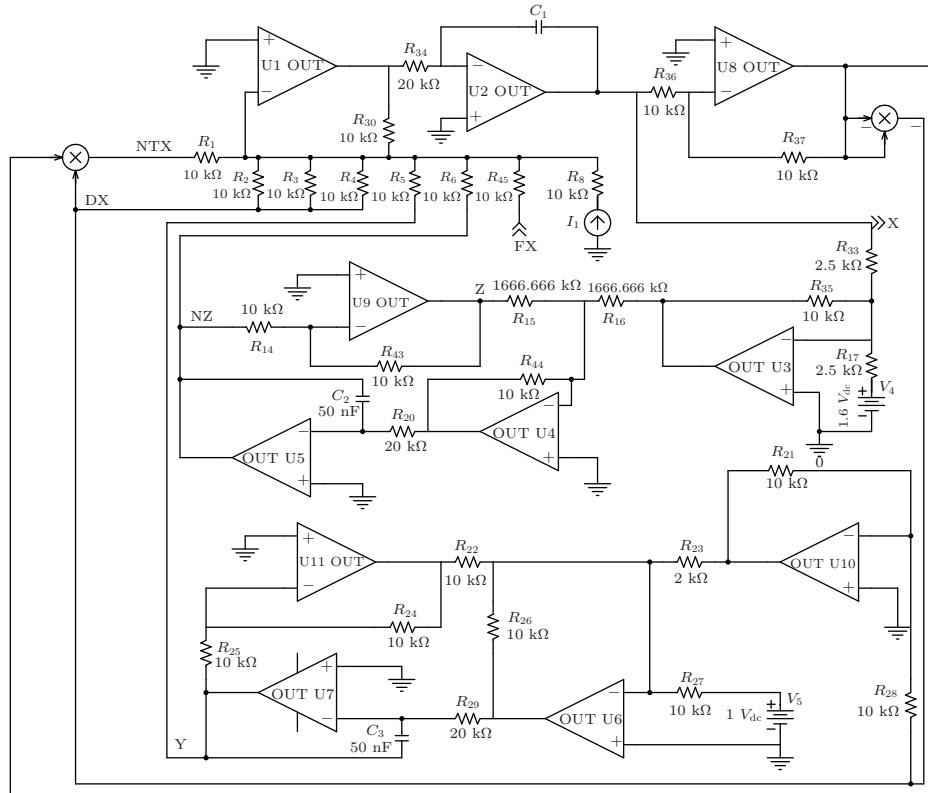 C₁
+
U1 OUT
−
R₃₄
20 kΩ
−
U2 OUT
+
R₃₆
10 kΩ
+
U8 OUT
−
−
−
R₃₇
10 kΩ
R₃₀
10 kΩ
NTX
R₁
10 kΩ
R₂
10 kΩ
R₃
10 kΩ
R₄
10 kΩ
R₅
10 kΩ
R₆
10 kΩ
R₄₅
10 kΩ
R₈
10 kΩ
DX
FX
I₁
X
R₃₃
2.5 kΩ
+
U9 OUT
−
Z
1666.666 kΩ
R₁₅
1666.666 kΩ
R₁₆
R₃₅
10 kΩ
NZ
10 kΩ
R₁₄
R₄₃
10 kΩ
R₄₄
10 kΩ
−
OUT U3
+
R₁₇
2.5 kΩ
V₄
1.6 Vdc
+
−
0
C₂
50 nF
R₂₀
20 kΩ
−
OUT U4
+
−
OUT U5
+
R₂₁
10 kΩ
+
U11 OUT
−
R₂₂
10 kΩ
R₂₃
2 kΩ
−
OUT U10
+
R₂₄
10 kΩ
R₂₆
10 kΩ
R₂₅
10 kΩ
+
OUT U7
−
R₂₉
20 kΩ
−
OUT U6
+
R₂₇
10 kΩ
V₅
1 Vdc
+
−
R₂₈
10 kΩ
C₃
50 nF
Y